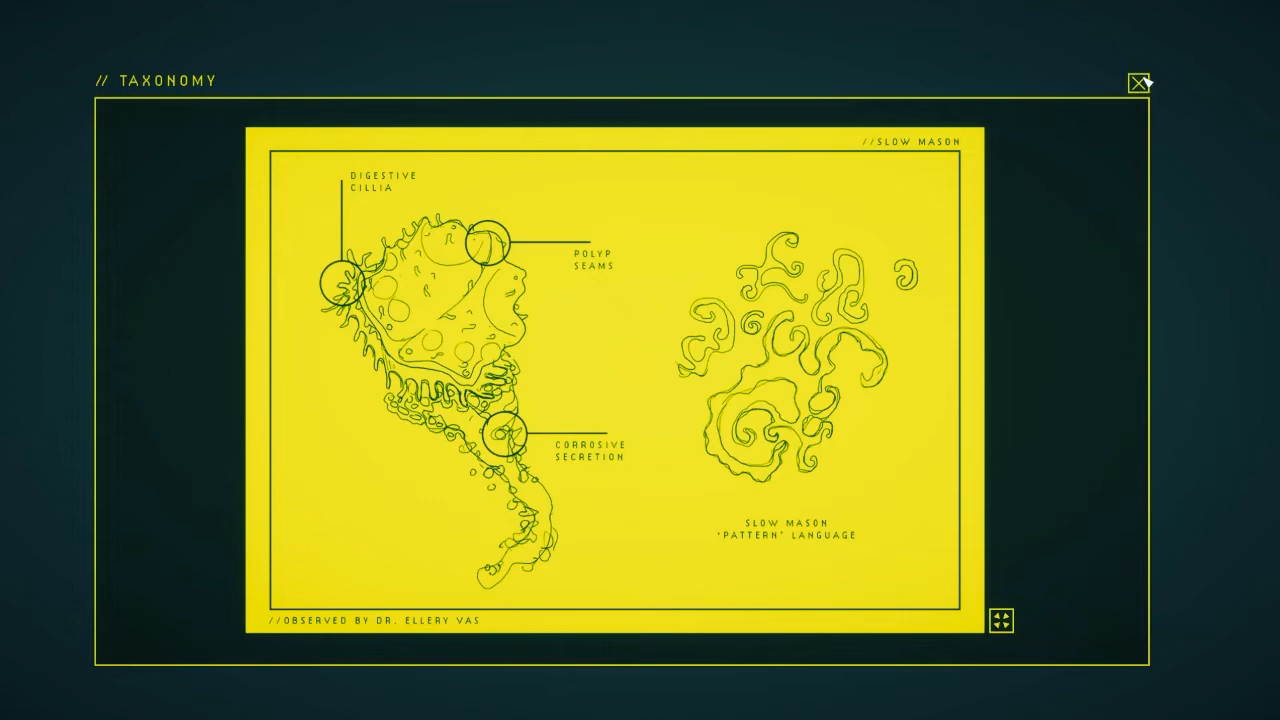 // TAXONOMY
//SLOW MASON
DIGESTIVE
CILLIA
POLYP
SEAMS
CORROSIVE
SECRETION
SLOW MASON
'PATTERN' LANGUAGE
//OBSERVED BY DR. ELLERY VAS